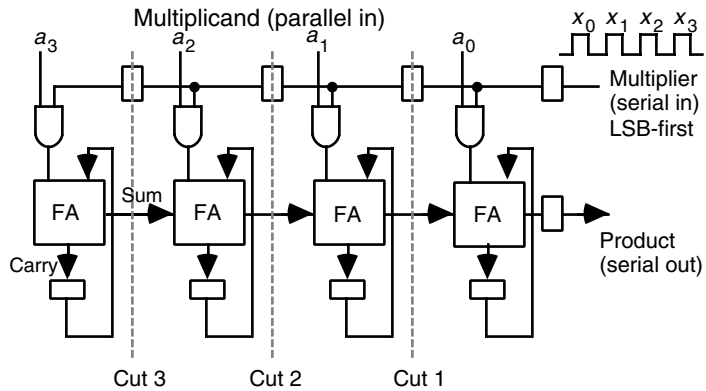 Multiplicand (parallel in)
x0 x1 x2 x3
a3 a2 a1 a0
Multiplier
(serial in)
LSB-first
FA Sum FA FA FA
Product
(serial out)
Carry
Cut 3 Cut 2 Cut 1